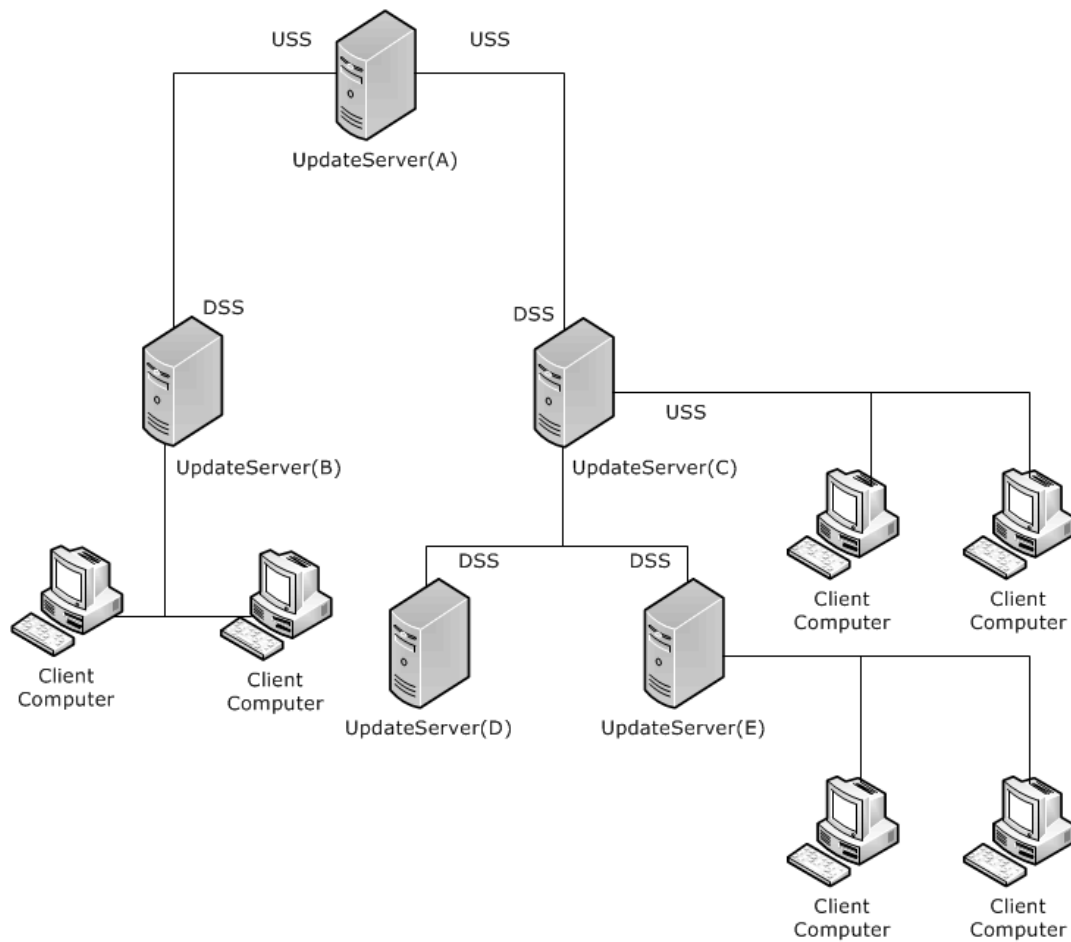 USS
USS
UpdateServer(A)
DSS
DSS
USS
UpdateServer(B)
UpdateServer(C)
DSS
DSS
Client
Computer
Client
Computer
Client
Computer
Client
Computer
UpdateServer(D)
UpdateServer(E)
Client
Computer
Client
Computer